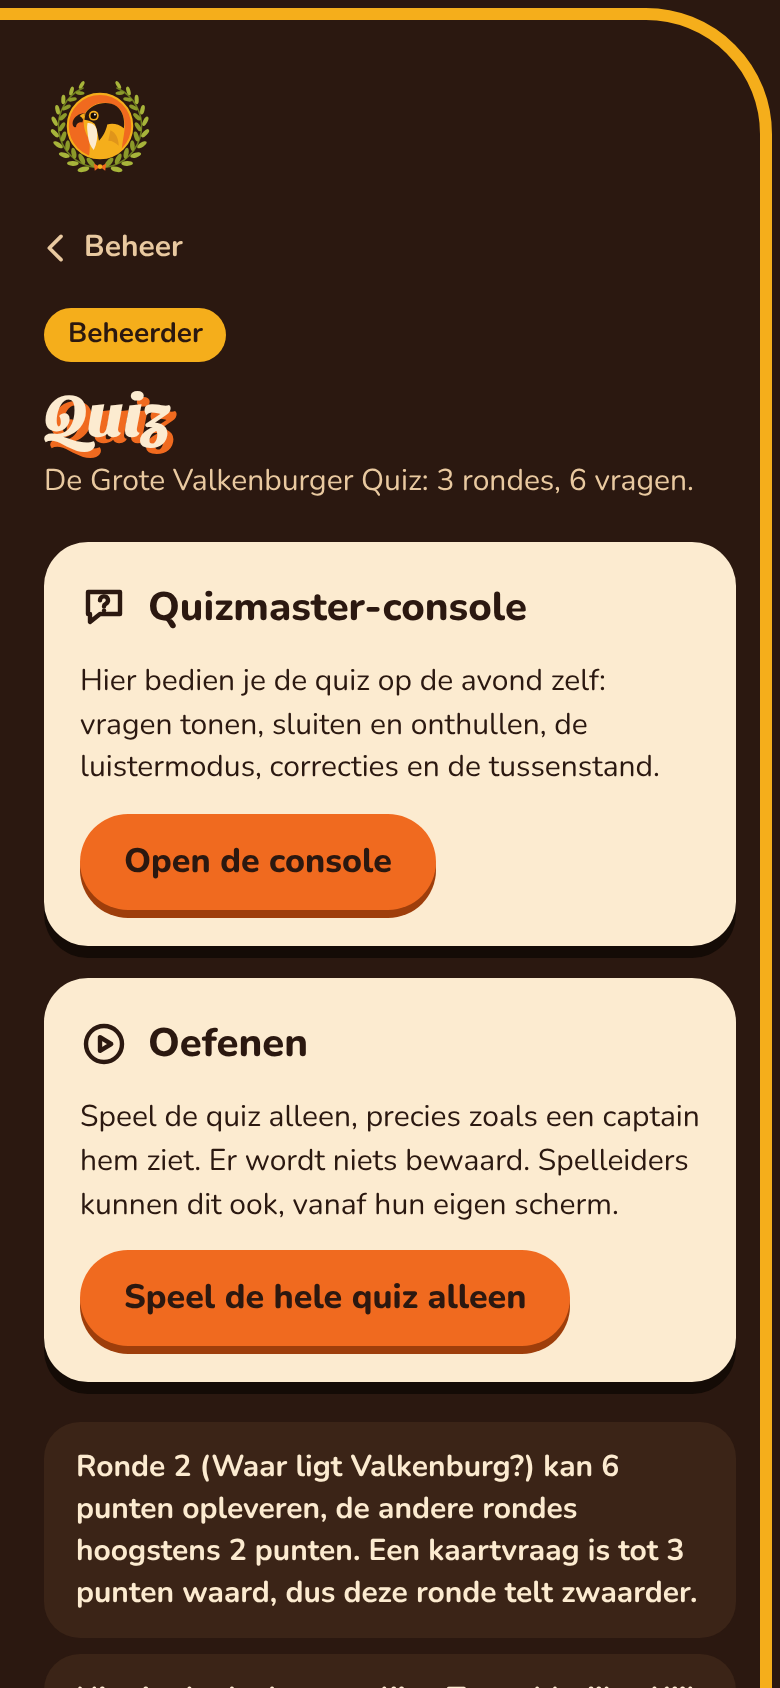 Beheer
Beheerder
Quiz
De Grote Valkenburger Quiz: 3 rondes, 6 vragen.
Quizmaster-console
Hier bedien je de quiz op de avond zelf:
vragen tonen, sluiten en onthullen, de
luistermodus, correcties en de tussenstand.
Open de console
Oefenen
Speel de quiz alleen, precies zoals een captain
hem ziet. Er wordt niets bewaard. Spelleiders
kunnen dit ook, vanaf hun eigen scherm.
Speel de hele quiz alleen
Ronde 2 (Waar ligt Valkenburg?) kan 6
punten opleveren, de andere rondes
hoogstens 2 punten. Een kaartvraag is tot 3
punten waard, dus deze ronde telt zwaarder.